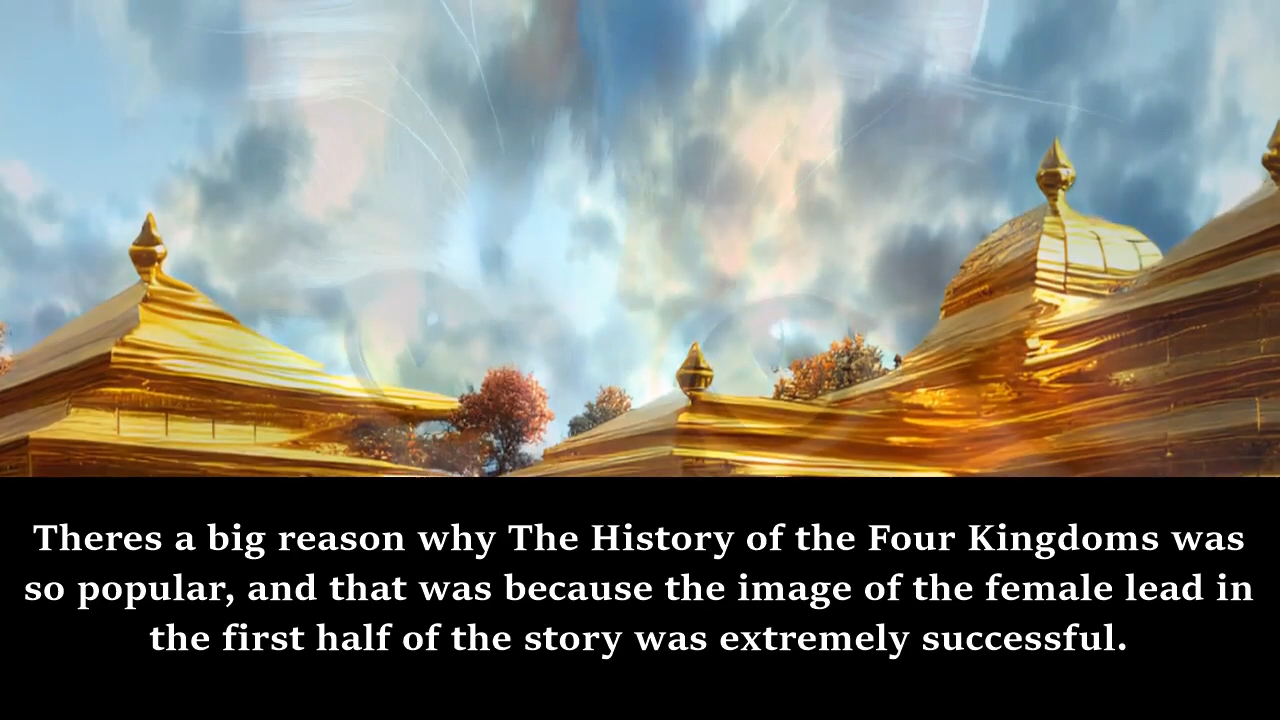 Theres a big reason why The History of the Four Kingdoms was
so popular, and that was because the image of the female lead in
the first half of the story was extremely successful.